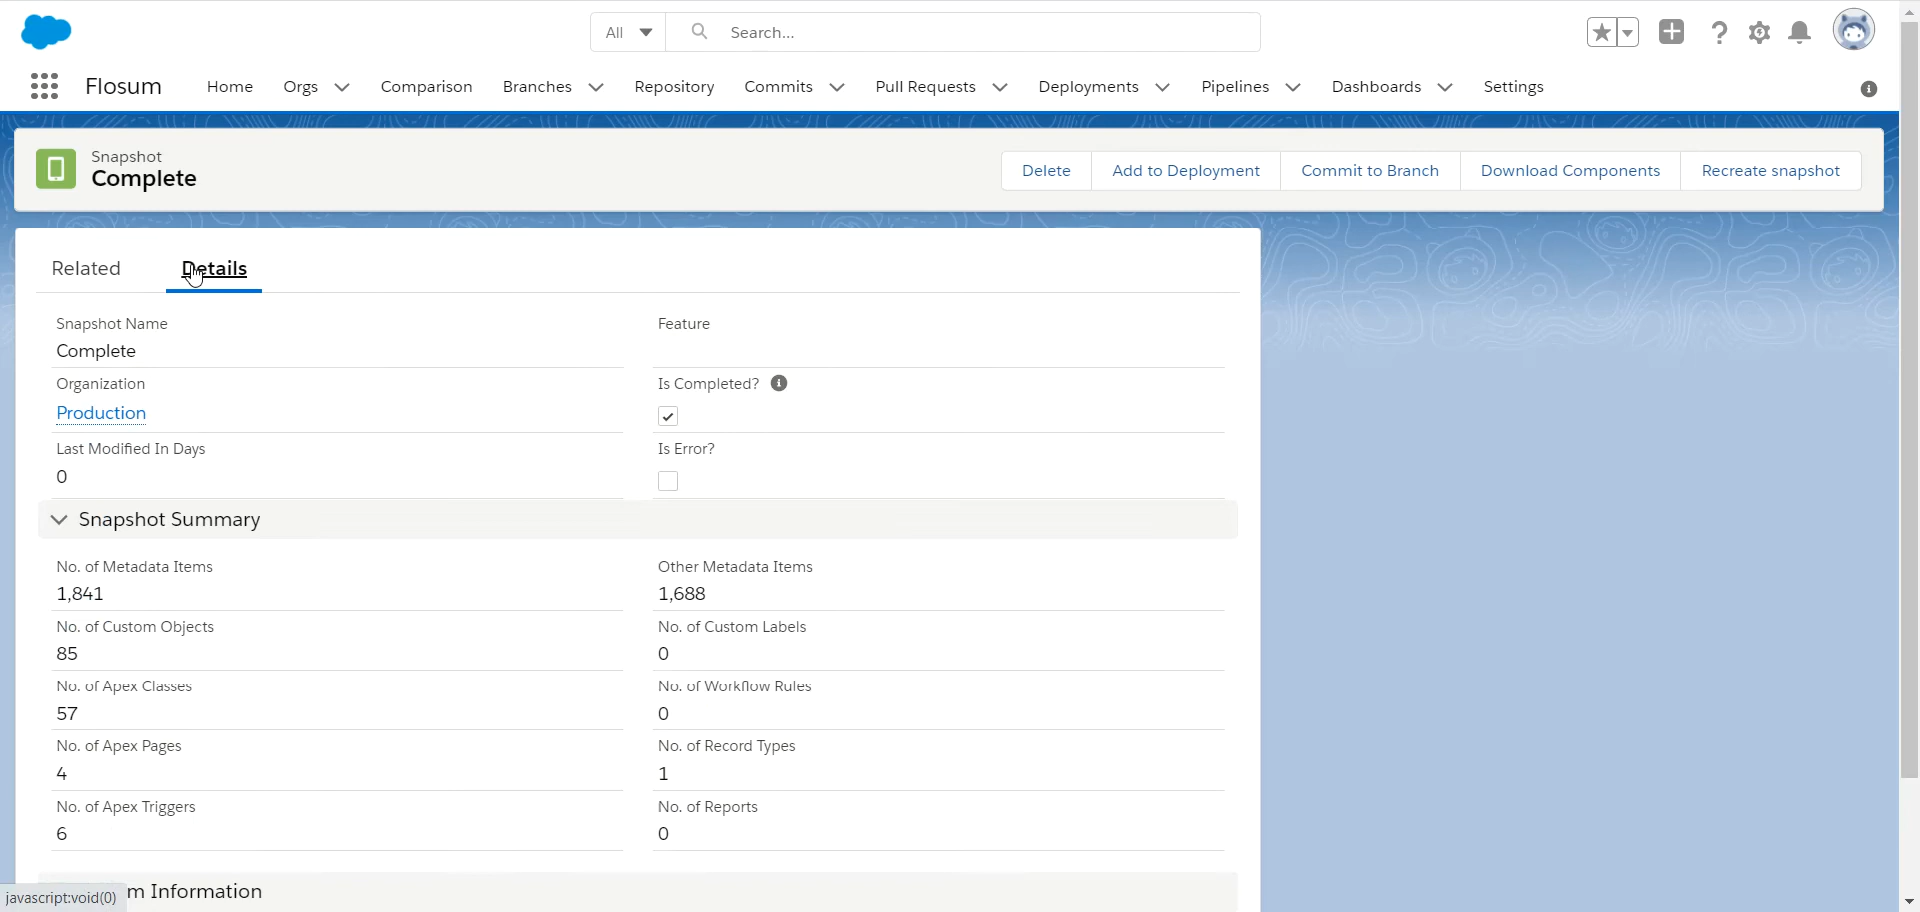 All
Search...
Flosum
Home
Orgs
Comparison
Branches
Repository
Commits
Pull Requests
Deployments
Pipelines
Dashboards
Settings
Snapshot
Complete
Delete
Add to Deployment
Commit to Branch
Download Components
Recreate snapshot
Related
Details
Snapshot Name
Complete
Feature
Organization
Production
Is Completed?
Last Modified In Days
0
Is Error?
Snapshot Summary
No. of Metadata Items
1,841
Other Metadata Items
1,688
No. of Custom Objects
85
No. of Custom Labels
0
No. of Apex Classes
57
No. of Workflow Rules
0
No. of Apex Pages
4
No. of Record Types
1
No. of Apex Triggers
6
No. of Reports
0
m Information
javascript:void(0)